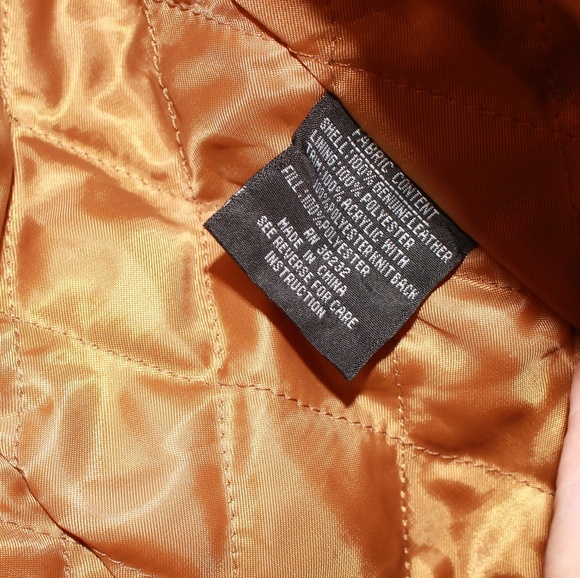 FABRIC CONTENT
SHELL:100% GENUINE LEATHER
LINING:100% POLYESTER
TRIM:100% ACRYLIC WITH
100% POLYESTER KNIT BACK
FILL:100% POLYESTER
RN 36232
MADE IN CHINA
SEE REVERSE FOR CARE
INSTRUCTION